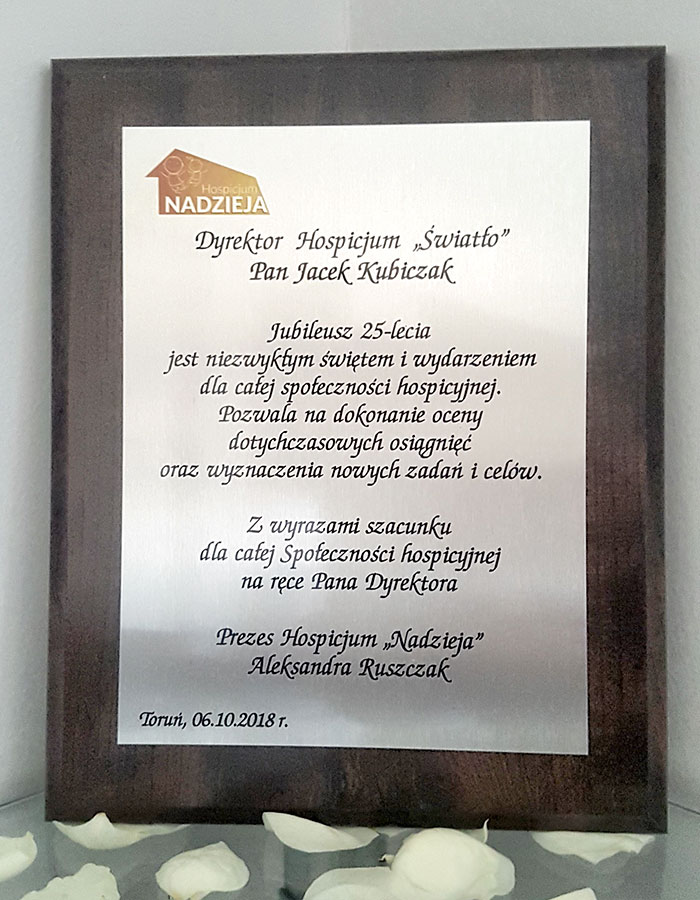 Hospicjum
NADZIEJA
Dyrektor Hospicjum „Światło”
Pan Jacek Kubiczak
Jubileusz 25-lecia
jest niezwykłym świętem i wydarzeniem
dla całej społeczności hospicyjnej.
Pozwala na dokonanie oceny
dotychczasowych osiągnięć
oraz wyznaczenia nowych zadań i celów.
Z wyrazami szacunku
dla całej Społeczności hospicyjnej
na ręce Pana Dyrektora
Prezes Hospicjum „Nadzieja”
Aleksandra Ruszczak
Toruń, 06.10.2018 r.